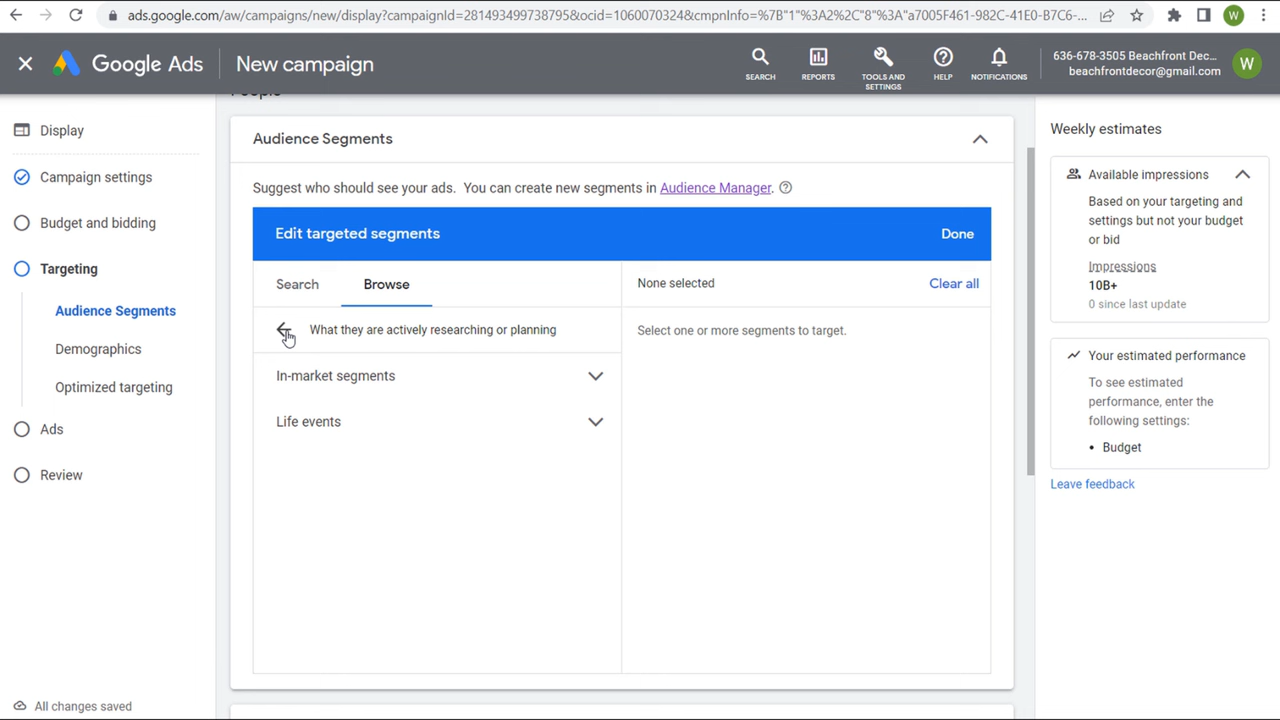 ads.google.com/aw/campaigns/new/display?campaignId=281493499738795&ocid=1060070324&cmpnInfo=%7B"1"%3A2%2C"8"%3A"a7005F461-982C-41E0-B7C6-...
W
Google Ads
New campaign
SEARCH
REPORTS
TOOLS AND
SETTINGS
HELP
NOTIFICATIONS
636-678-3505 Beachfront Dec...
beachfrontdecor@gmail.com
W
Display
Campaign settings
Budget and bidding
Targeting
Audience Segments
Demographics
Optimized targeting
Ads
Review
All changes saved
People
Audience Segments
Suggest who should see your ads. You can create new segments in Audience Manager.
Edit targeted segments
Done
Search
Browse
None selected
Clear all
What they are actively researching or planning
Select one or more segments to target.
In-market segments
Life events
Weekly estimates
Available impressions
Based on your targeting and
settings but not your budget
or bid
Impressions
10B+
0 since last update
Your estimated performance
To see estimated
performance, enter the
following settings:
• Budget
Leave feedback